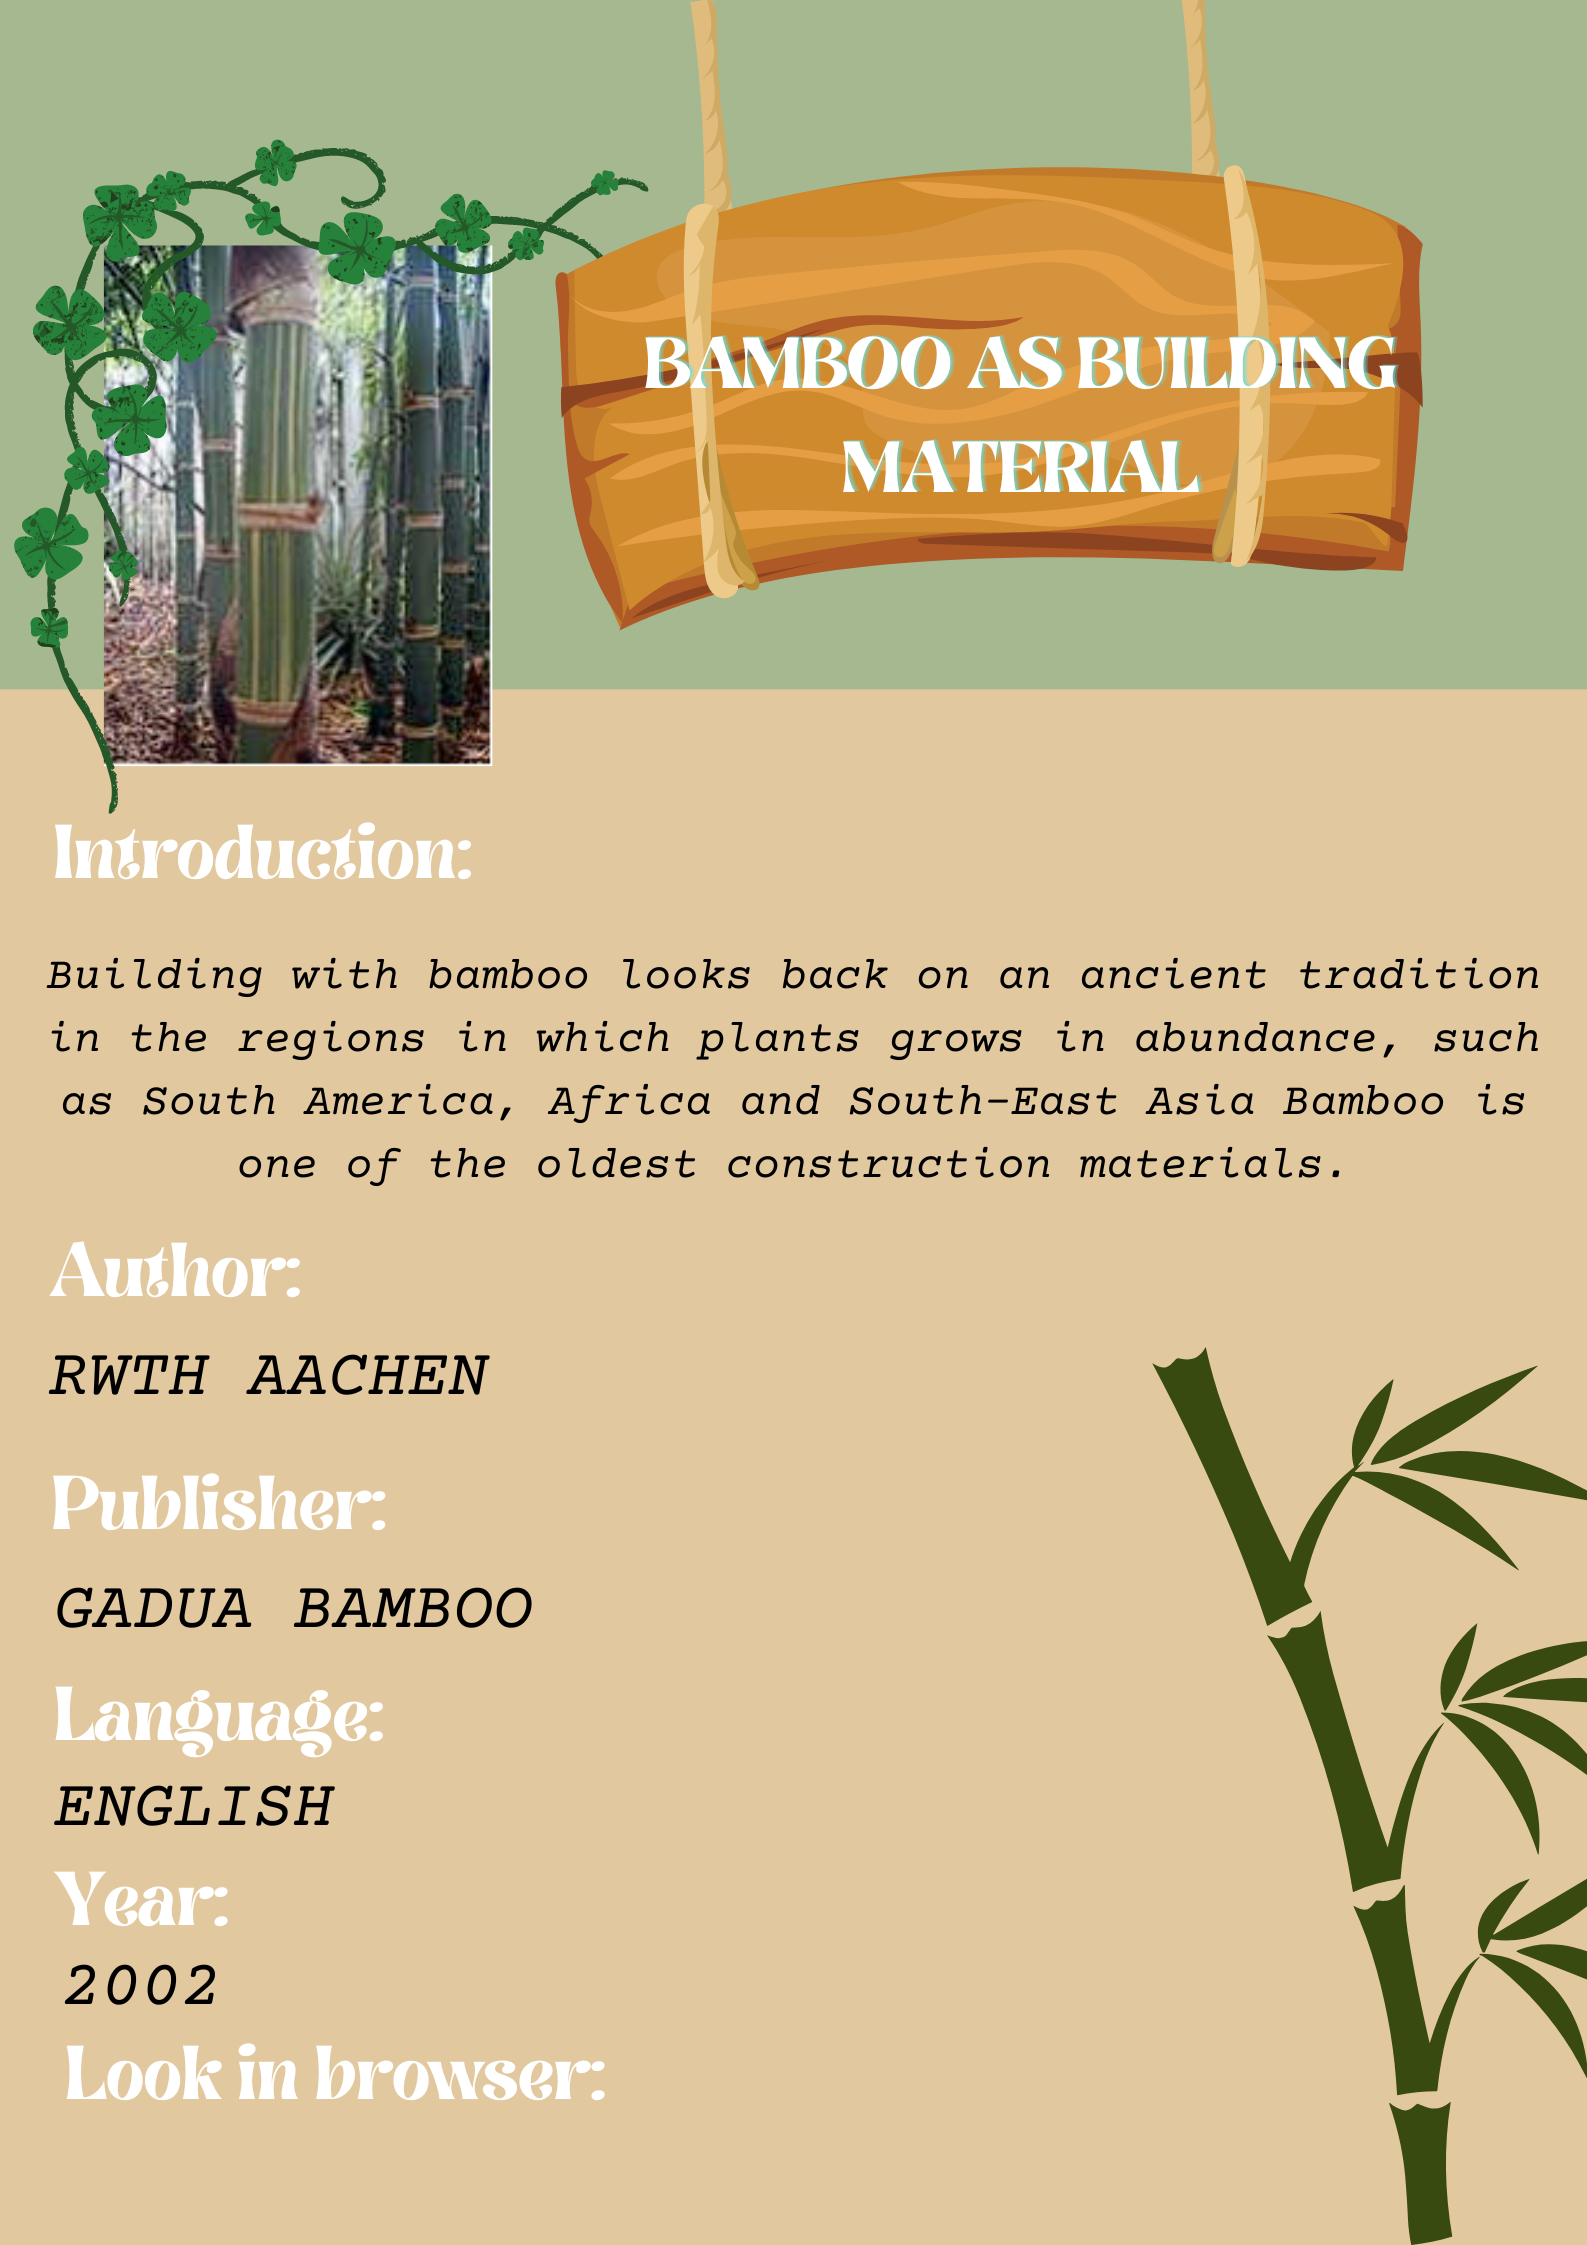 BAMBOO AS BUILDING
MATERIAL
Introduction:
Building with bamboo looks back on an ancient tradition
in the regions in which plants grows in abundance, such
as South America, Africa and South-East Asia Bamboo is
one of the oldest construction materials.
Author:
RWTH AACHEN
Publisher:
GADUA BAMBOO
Language:
ENGLISH
Year:
2002
Look in browser: